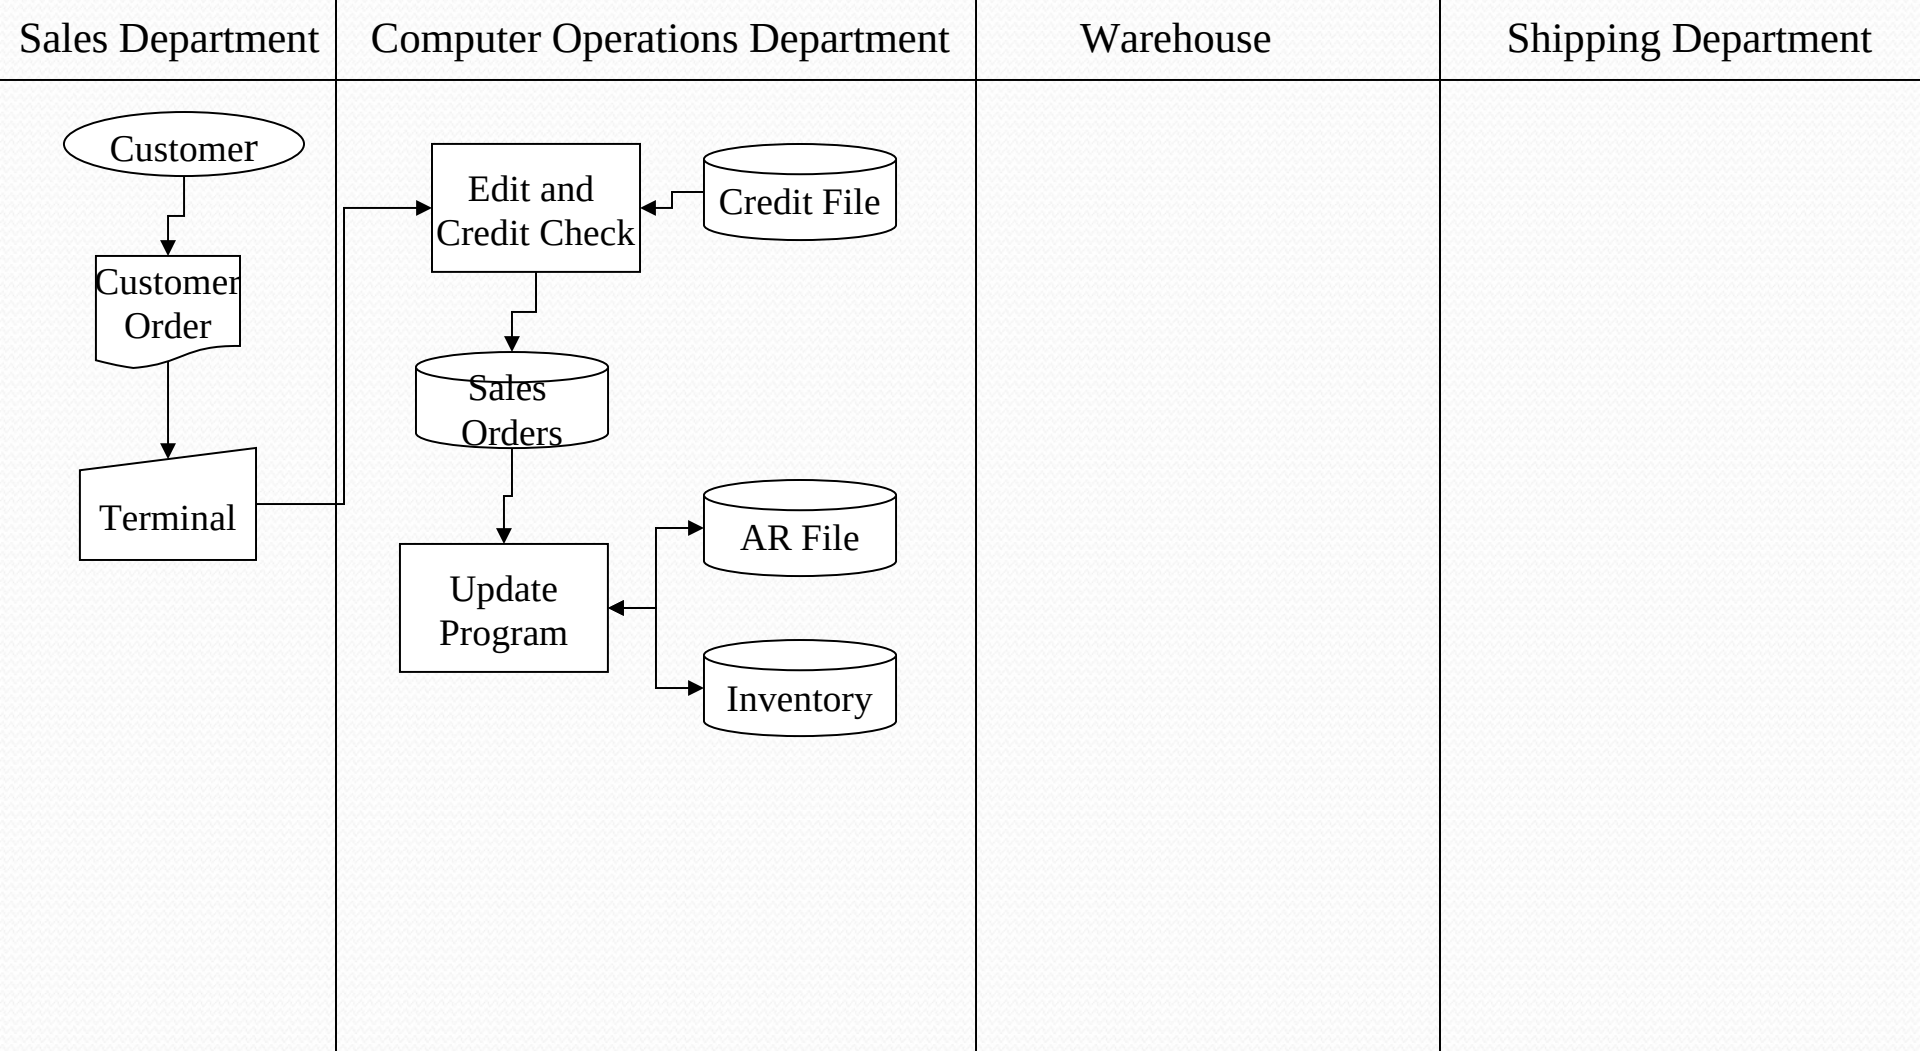 Sales Department
Computer Operations Department
Warehouse
Shipping Department
Customer
Customer
Order
Terminal
Edit and
Credit Check
Credit File
Sales
Orders
Update
Program
AR File
Inventory